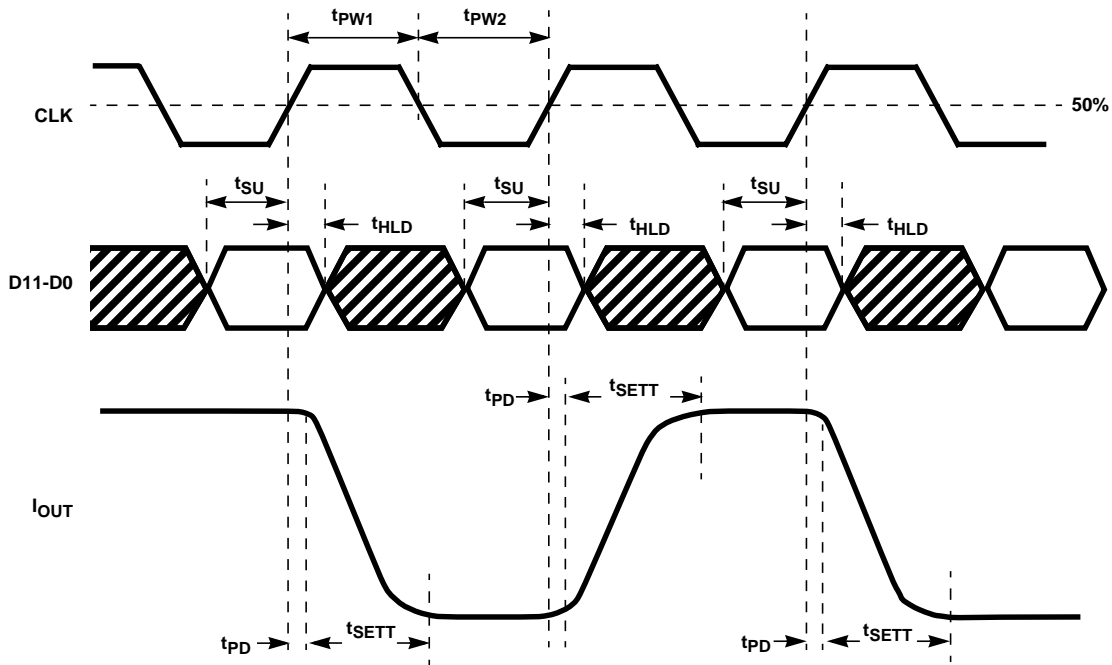 tPW1 tPW2
CLK
50%
tSU tSU tSU
tHLD tHLD tHLD
D11-D0
tPD tSETT
IOUT
tPD tSETT tPD tSETT